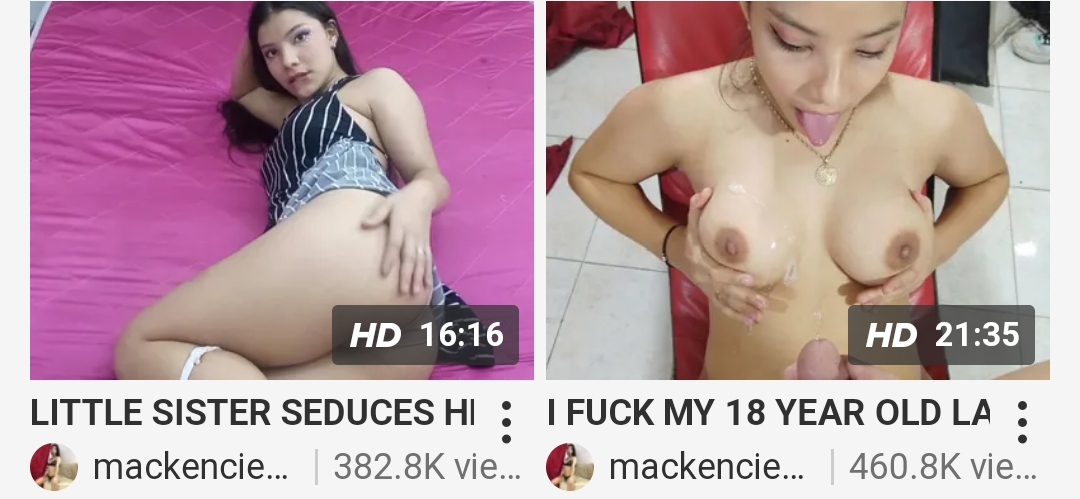 HD 16:16
HD 21:35
LITTLE SISTER SEDUCES HI
I FUCK MY 18 YEAR OLD LA
mackencie... 382.8K vie...
mackencie... 460.8K vie...